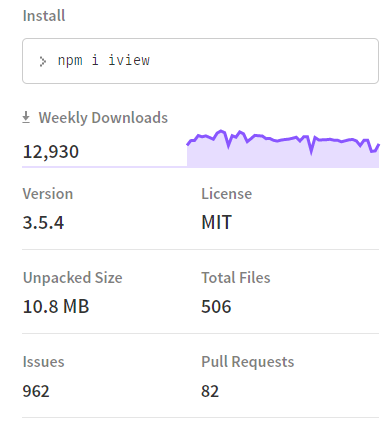 Install
npm i iview
Weekly Downloads
12,930
Version
License
3.5.4
MIT
Unpacked Size
Total Files
10.8 MB
506
Issues
Pull Requests
962
82